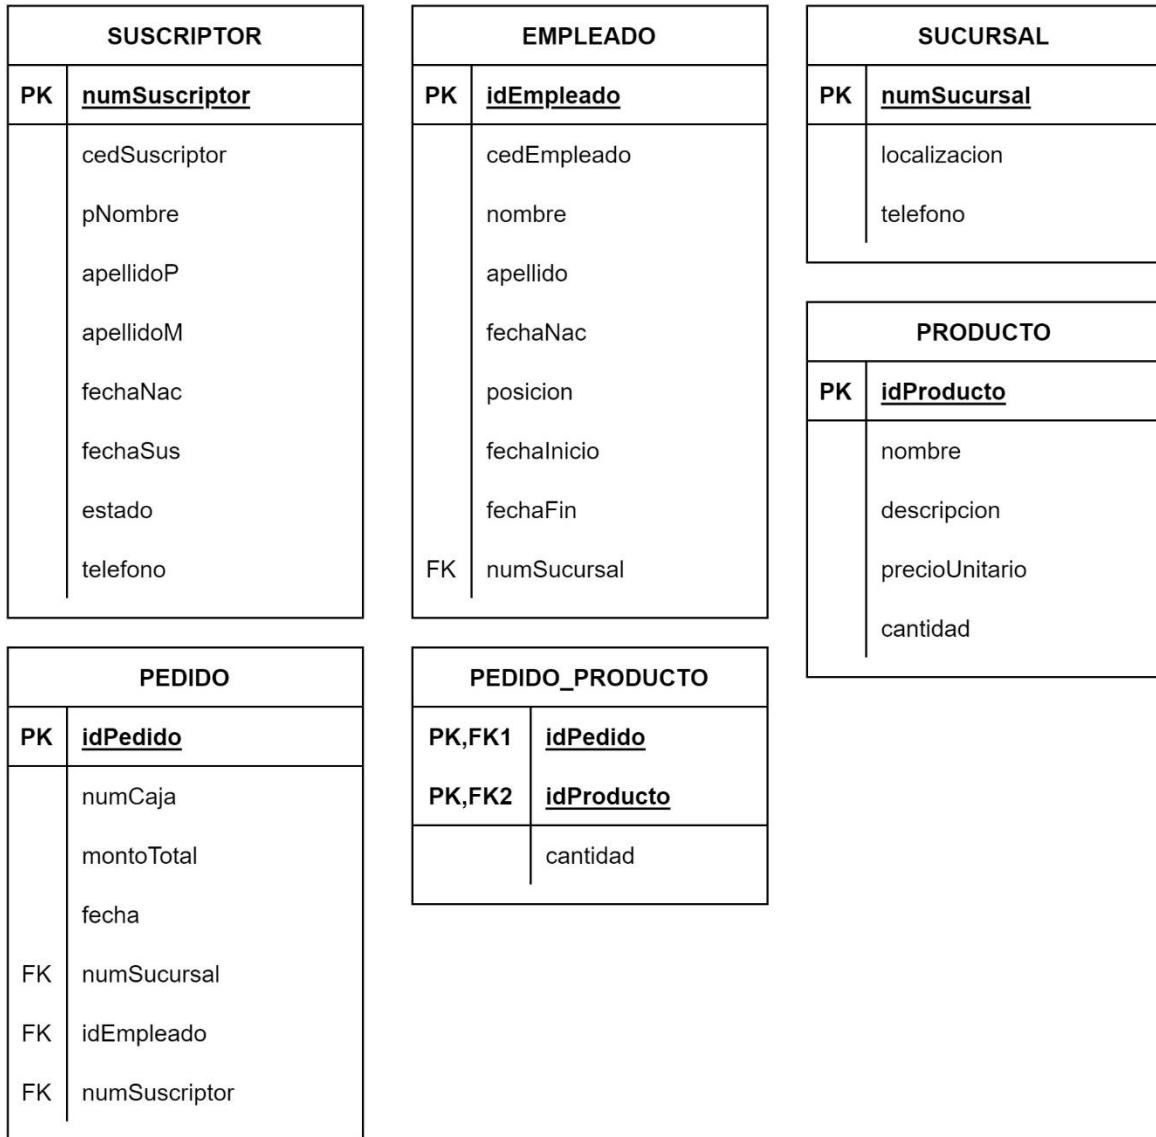 SUSCRIPTOR
PK numSuscriptor
cedSuscriptor
pNombre
apellidoP
apellidoM
fechaNac
fechaSus
estado
telefono
EMPLEADO
PK idEmpleado
cedEmpleado
nombre
apellido
fechaNac
posicion
fechaInicio
fechaFin
FK numSucursal
SUCURSAL
PK numSucursal
localizacion
telefono
PRODUCTO
PK idProducto
nombre
descripcion
precioUnitario
cantidad
PEDIDO
PK idPedido
numCaja
montoTotal
fecha
FK numSucursal
FK idEmpleado
FK numSuscriptor
PEDIDO_PRODUCTO
PK,FK1 idPedido
PK,FK2 idProducto
cantidad